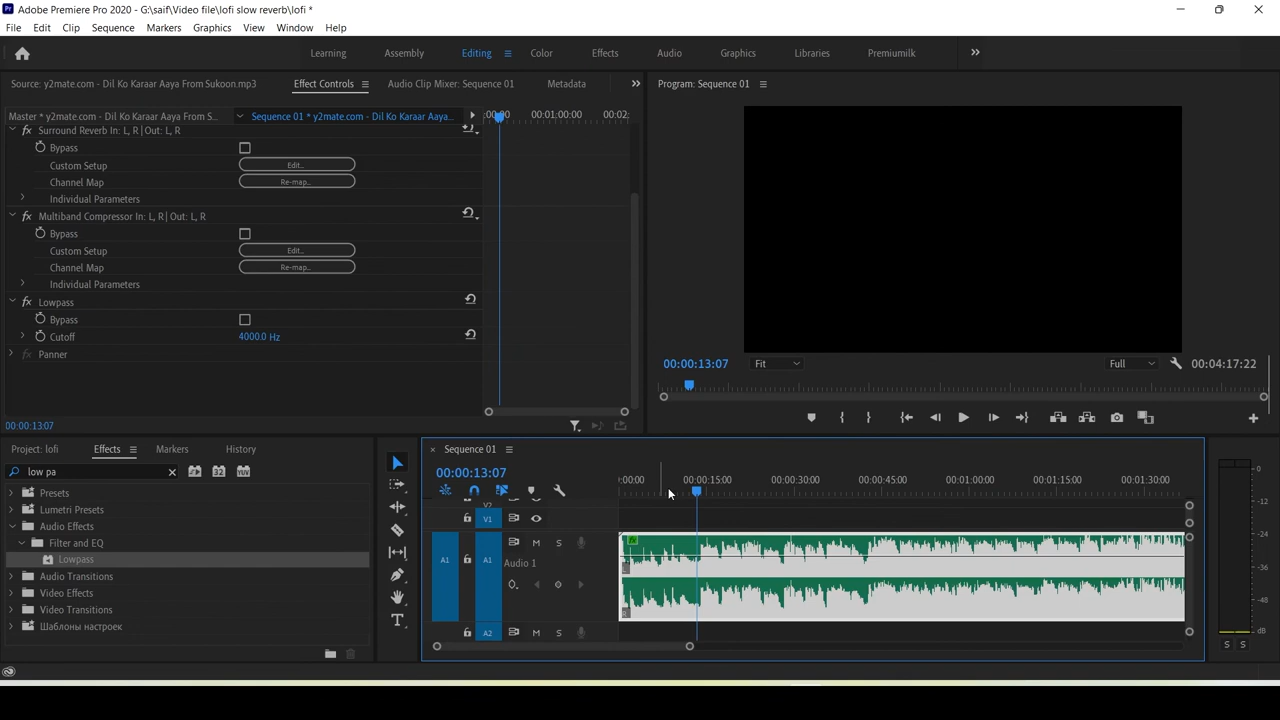 Adobe Premiere Pro 2020 - G:\saif\Video file\lofi slow reverb\lofi *
File Edit Clip Sequence Markers Graphics View Window Help
Learning Assembly Editing Color Effects Audio Graphics Libraries Premiumilk
Source: y2mate.com - Dil Ko Karaar Aaya From Sukoon.mp3 Effect Controls Audio Clip Mixer: Sequence 01 Metadata Program: Sequence 01
Master * y2mate.com - Dil Ko Karaar Aaya From S... Sequence 01 * y2mate.com - Dil Ko Karaar Aaya... :00:00 00:01:00:00 00:02:
fx Surround Reverb In: L, R | Out: L, R
Bypass
Custom Setup Edit...
Channel Map Re-map...
Individual Parameters
fx Multiband Compressor In: L, R | Out: L, R
Bypass
Custom Setup Edit...
Channel Map Re-map...
Individual Parameters
fx Lowpass
Bypass
Cutoff 4000.0 Hz
fx Panner
00:00:13:07 Fit Full 00:04:17:22
00:00:13:07
Project: lofi Effects Markers History Sequence 01
low pa 32 YUV
00:00:13:07 :00:00 00:00:15:00 00:00:30:00 00:00:45:00 00:01:00:00 00:01:15:00 00:01:30:00
Presets
Lumetri Presets
Audio Effects
Filter and EQ
Lowpass
Audio Transitions
Video Effects
Video Transitions
Шаблоны настроек
V2
V1
A1 A1 M S
Audio 1
fx
L
R
A2 M S
0
-12
-24
-36
-48
dB
S S